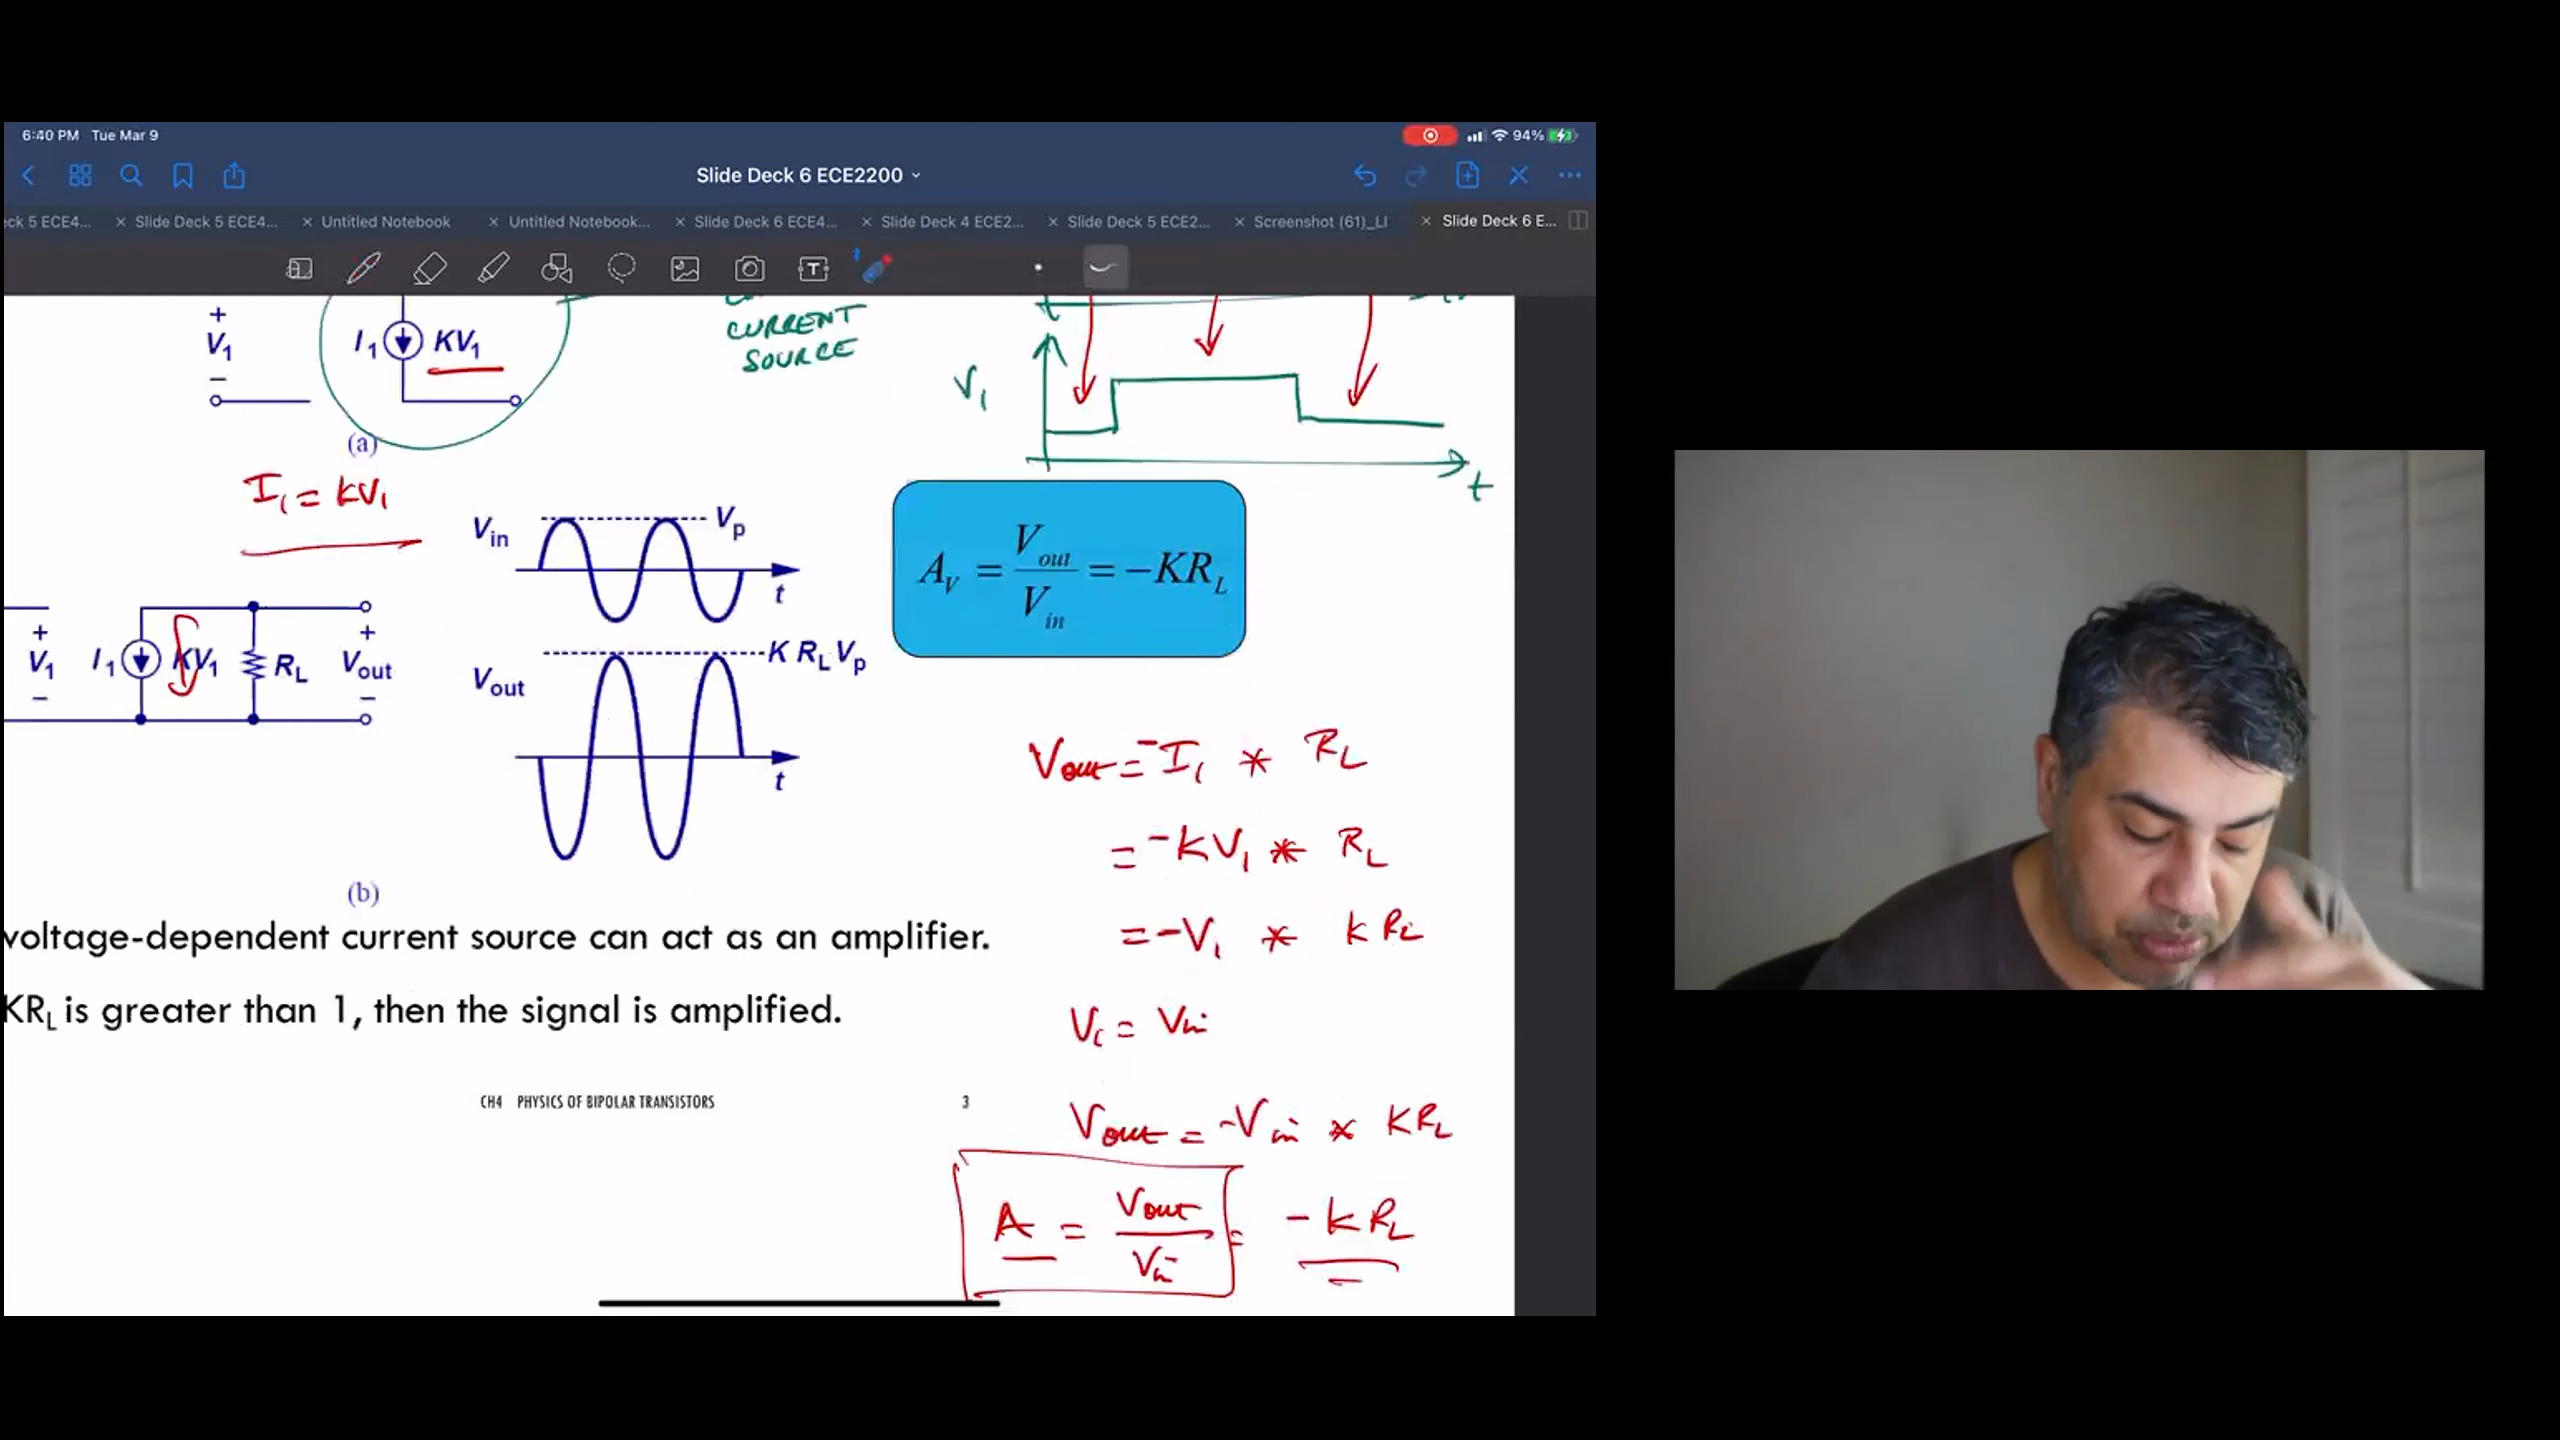 6:40 PM Tue Mar 9
94%
Slide Deck 6 ECE2200
ck 5 ECE4... × Slide Deck 5 ECE4... × Untitled Notebook × Untitled Notebook... × Slide Deck 6 ECE4... × Slide Deck 4 ECE2... × Slide Deck 5 ECE2... × Screenshot (61)_LI × Slide Deck 6 E...
CURRENT
SOURCE
+
V1
−
I1 KV1
(a)
V1
t
I1 = KV1
Vin
Vp
t
AV = Vout / Vin = −KRL
+
V1
−
I1 KV1 RL
+
Vout
−
Vout
K RL Vp
t
(b)
Vout = -I1 * RL
= -KV1 * RL
= -V1 * KRL
V1 = Vin
Vout = -Vin * KRL
A = Vout / Vin = -KRL
voltage-dependent current source can act as an amplifier.
KRL is greater than 1, then the signal is amplified.
CH4 PHYSICS OF BIPOLAR TRANSISTORS 3